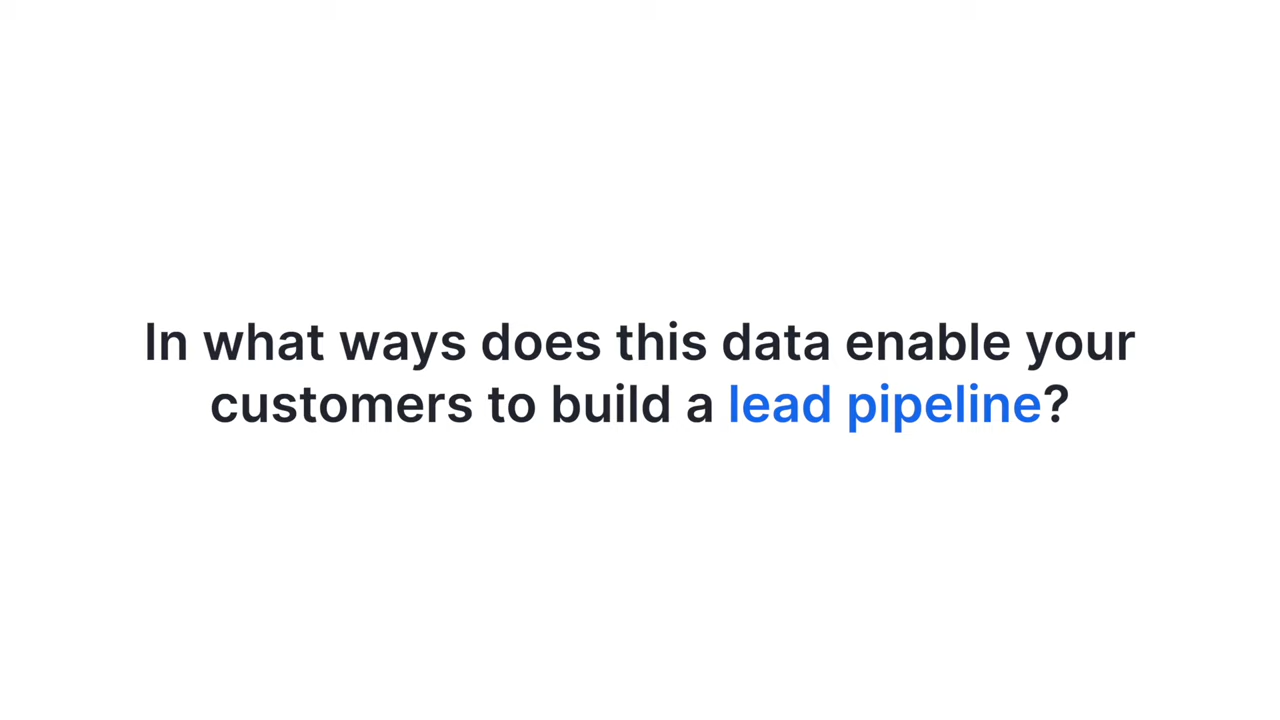 In what ways does this data enable your
customers to build a lead pipeline?